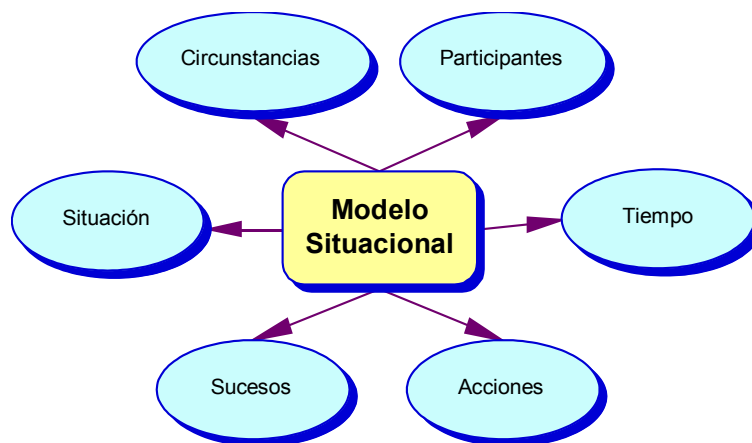 Circunstancias
Participantes
Situación
Modelo
Situacional
Tiempo
Sucesos
Acciones